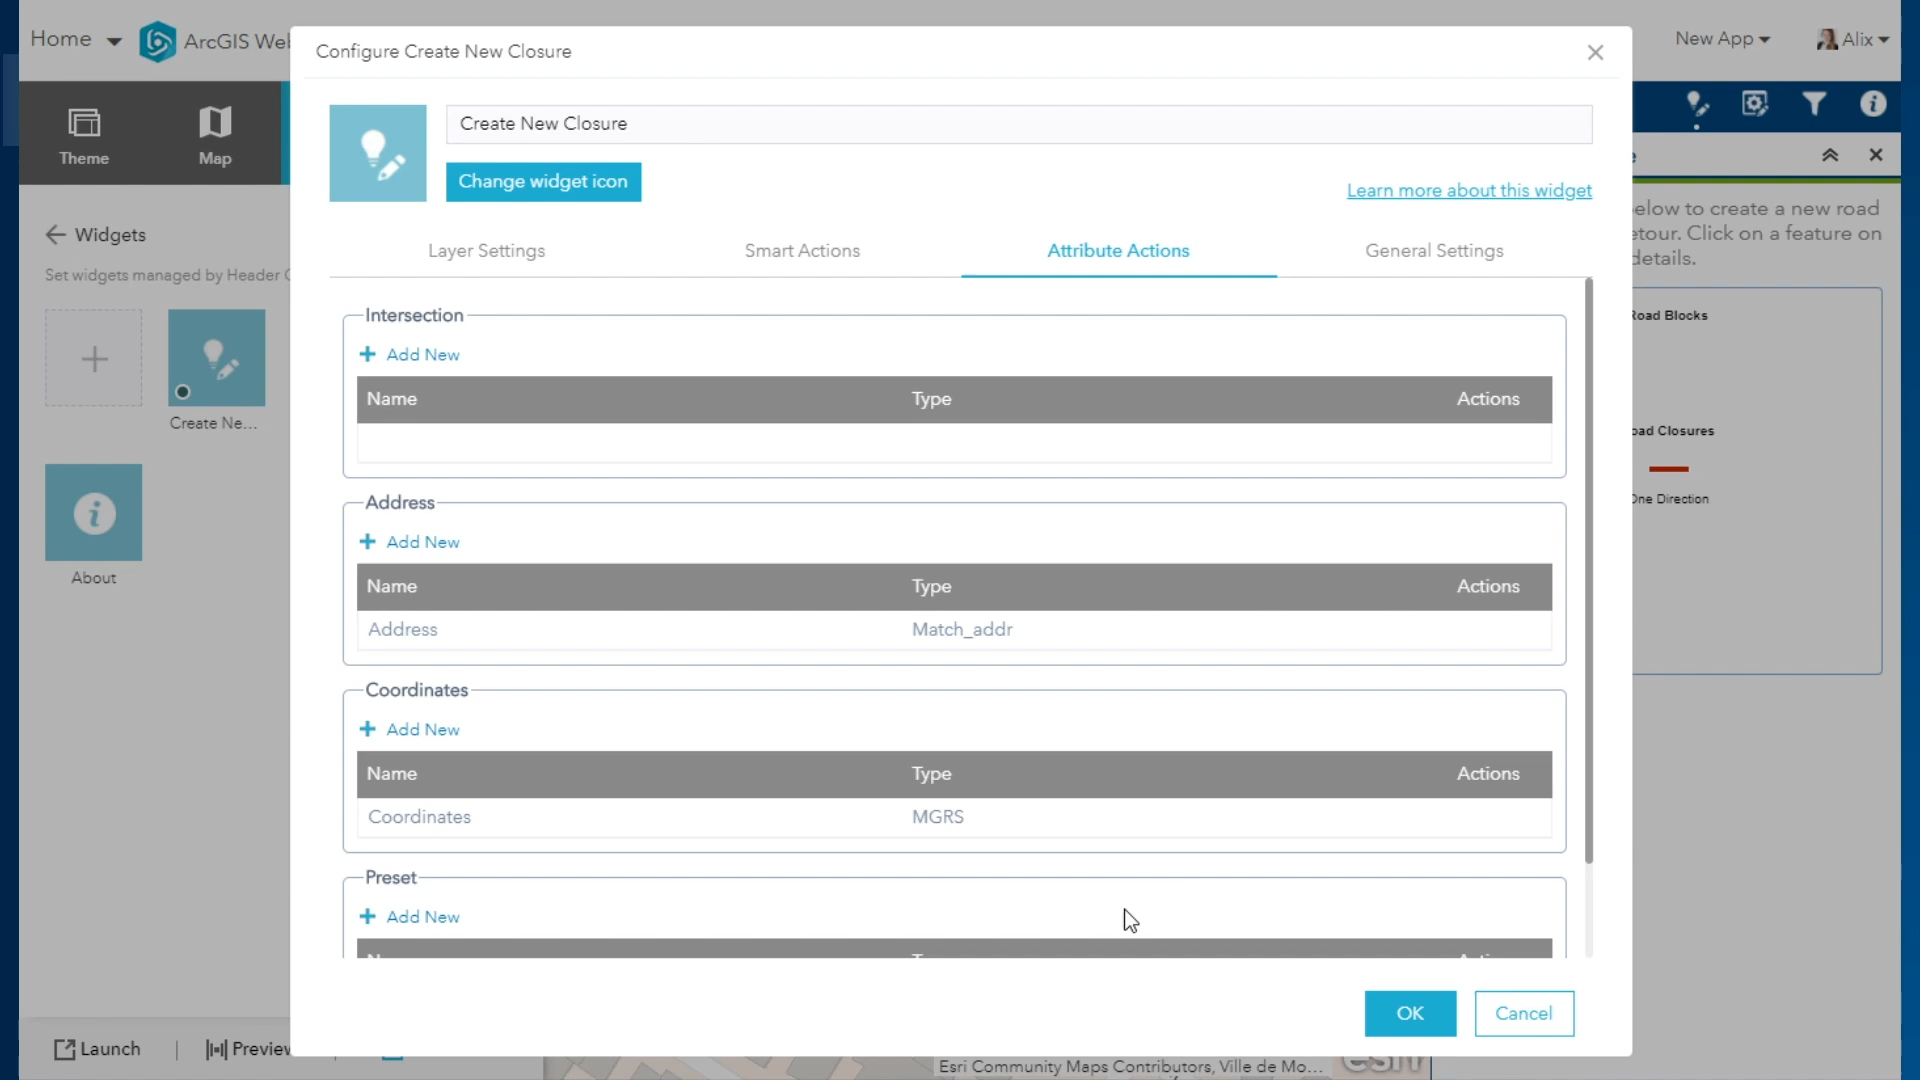 Home
ArcGIS Web
New App
Alix
Configure Create New Closure
Create New Closure
Change widget icon
Learn more about this widget
Theme
Map
Widgets
Set widgets managed by Header
Create Ne...
About
Layer Settings
Smart Actions
Attribute Actions
General Settings
Intersection
Add New
Name Type Actions
Address
Add New
Name Type Actions
Address Match_addr
Coordinates
Add New
Name Type Actions
Coordinates MGRS
Preset
Add New
OK
Cancel
elow to create a new road
etour. Click on a feature on
details.
Road Blocks
oad Closures
One Direction
Launch
Preview
Esri Community Maps Contributors, Ville de Mo...
esri